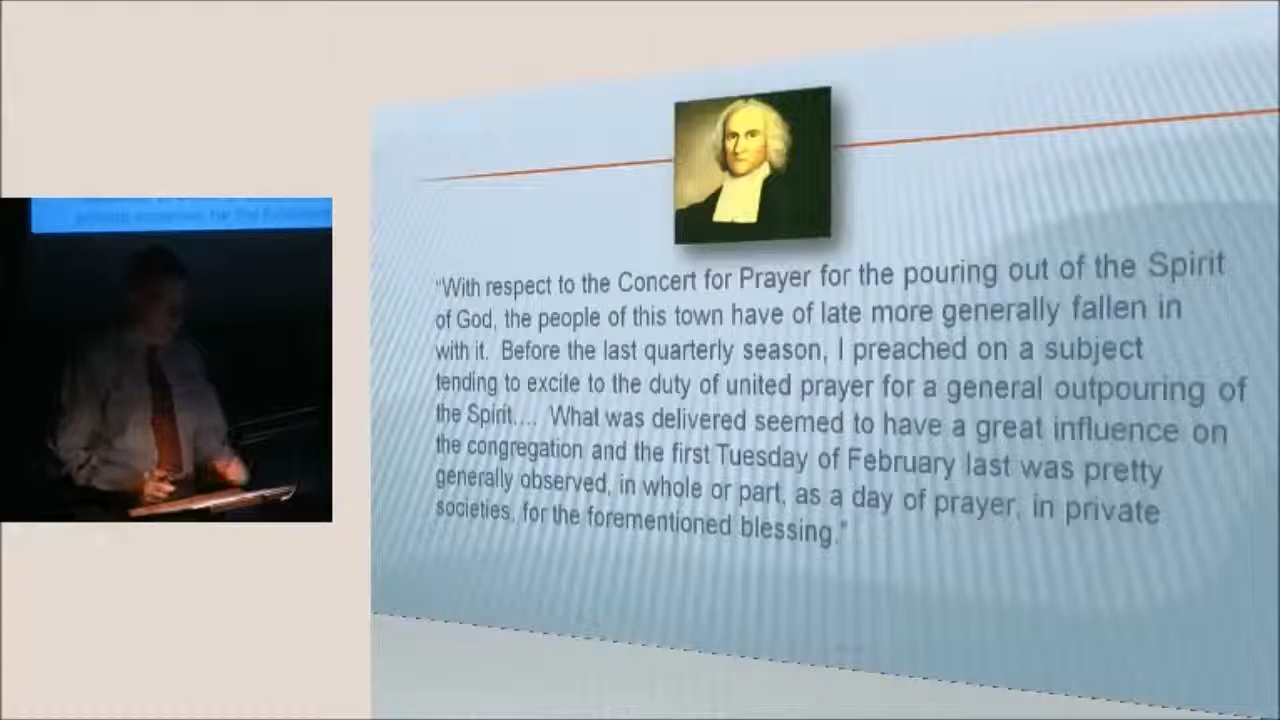 "With respect to the Concert for Prayer for the pouring out of the Spirit
of God, the people of this town have of late more generally fallen in
with it.  Before the last quarterly season, I preached on a subject
tending to excite to the duty of united prayer for a general outpouring of
the Spirit....  What was delivered seemed to have a great influence on
the congregation and the first Tuesday of February last was pretty
generally observed, in whole or part, as a day of prayer, in private
societies, for the forementioned blessing."